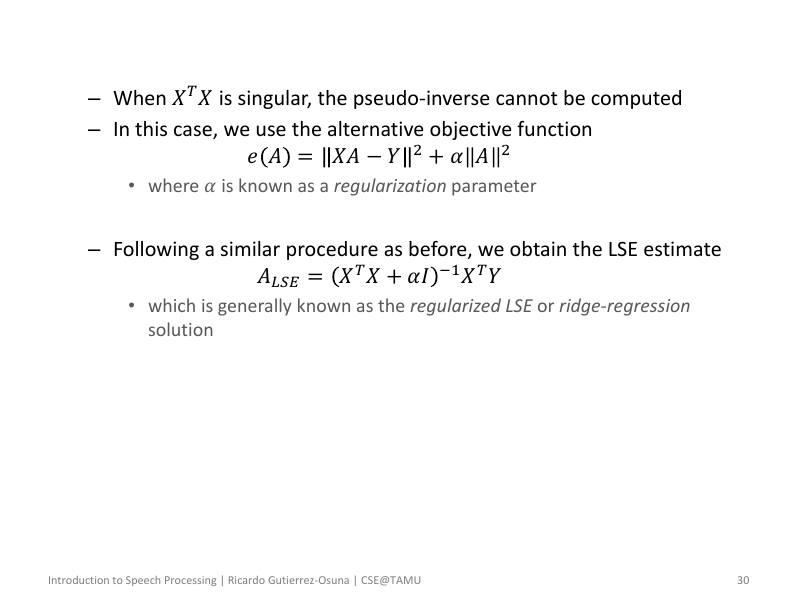 – When XᵀX is singular, the pseudo-inverse cannot be computed
– In this case, we use the alternative objective function
e(A) = ‖XA − Y‖² + α‖A‖²
• where α is known as a regularization parameter
– Following a similar procedure as before, we obtain the LSE estimate
A_LSE = (XᵀX + αI)⁻¹XᵀY
• which is generally known as the regularized LSE or ridge-regression
solution
Introduction to Speech Processing | Ricardo Gutierrez-Osuna | CSE@TAMU 30